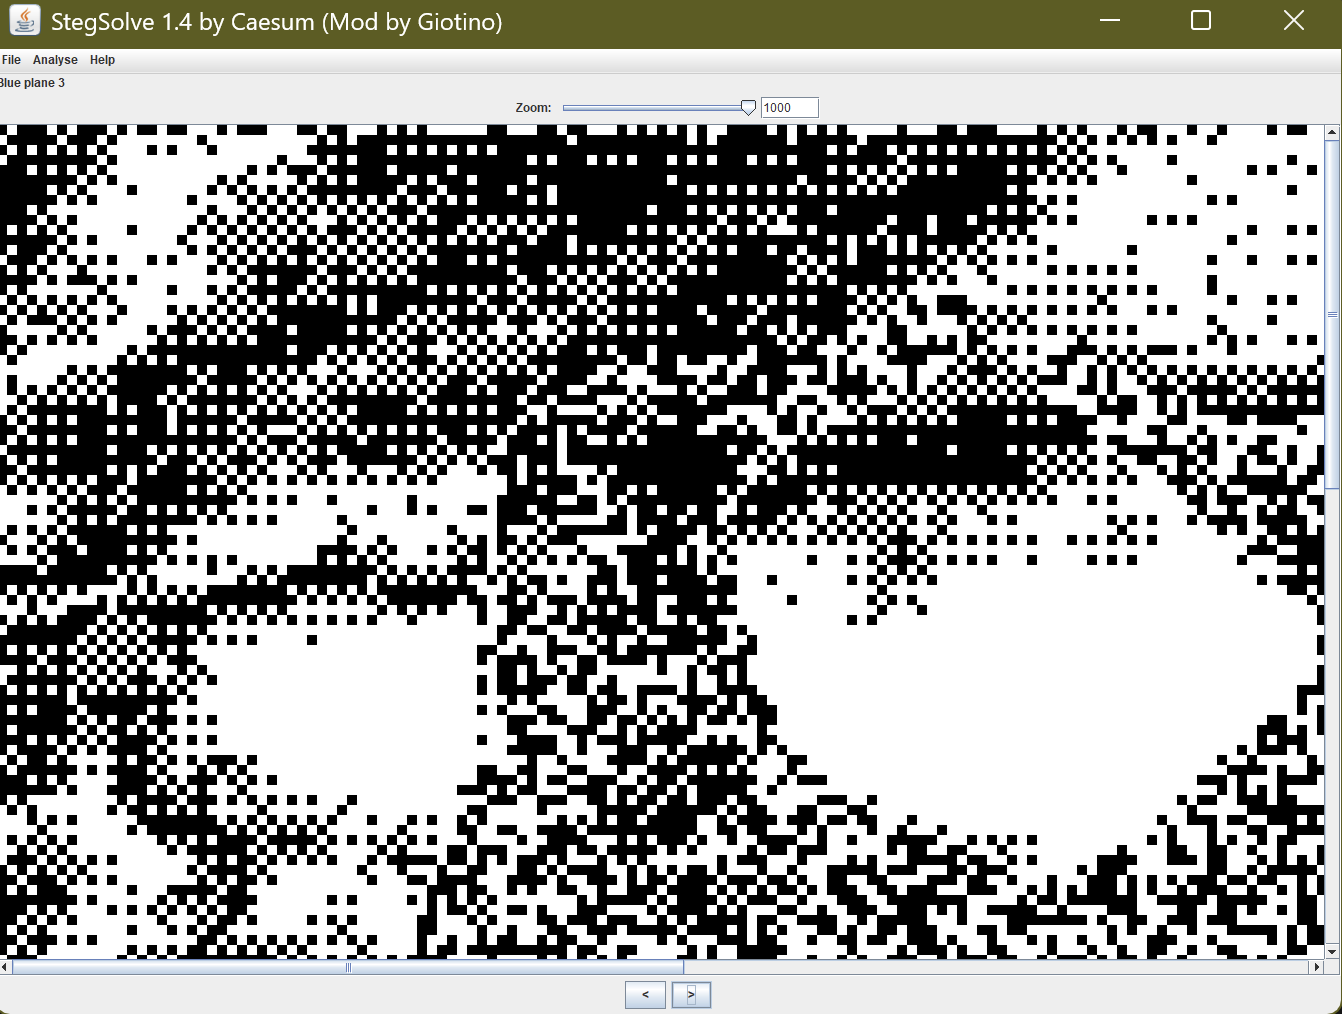 StegSolve 1.4 by Caesum (Mod by Giotino)
File Analyse Help
Blue plane 3
Zoom: 1000
< >